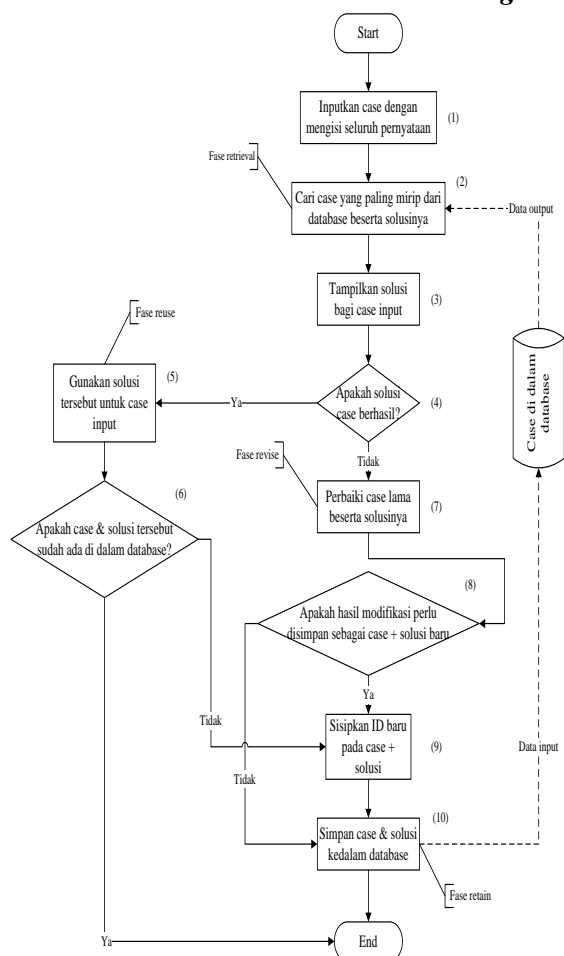 Start
Inputkan case dengan
mengisi seluruh pernyataan
(1)
Fase retrieval
(2)
Cari case yang paling mirip dari
database beserta solusinya
Data output
Tampilkan solusi
bagi case input
(3)
Fase reuse
Gunakan solusi
tersebut untuk case
input
(5)
Ya
Apakah solusi
case berhasil?
(4)
Case di dalam
database
Tidak
Fase revise
Perbaiki case lama
beserta solusinya
(7)
(6)
Apakah case & solusi tersebut
sudah ada di dalam database?
(8)
Apakah hasil modifikasi perlu
disimpan sebagai case + solusi baru
Ya
Tidak
Sisipkan ID baru
pada case +
solusi
(9)
Data input
Tidak
(10)
Simpan case & solusi
kedalam database
Fase retain
Ya
End